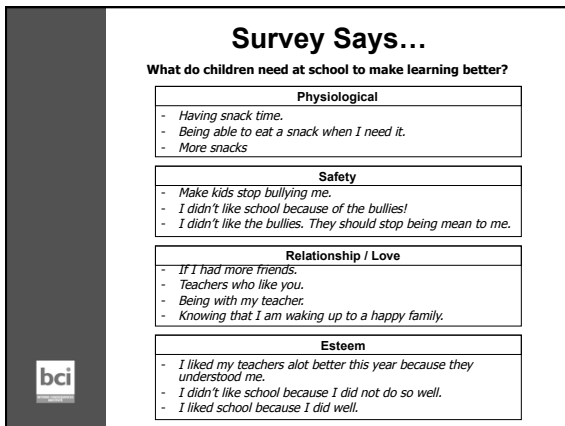 Survey Says…
What do children need at school to make learning better?
Physiological
- Having snack time.
- Being able to eat a snack when I need it.
- More snacks
Safety
- Make kids stop bullying me.
- I didn't like school because of the bullies!
- I didn't like the bullies. They should stop being mean to me.
Relationship / Love
- If I had more friends.
- Teachers who like you.
- Being with my teacher.
- Knowing that I am waking up to a happy family.
Esteem
- I liked my teachers alot better this year because they
understood me.
- I didn't like school because I did not do so well.
- I liked school because I did well.
bci